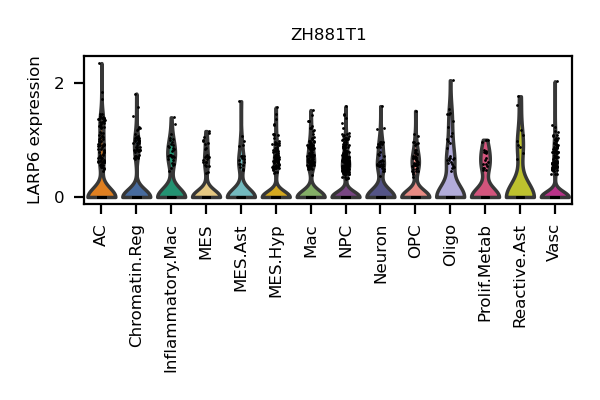 ZH881T1
LARP6 expression
2
0
AC
Chromatin.Reg
Inflammatory.Mac
MES
MES.Ast
MES.Hyp
Mac
NPC
Neuron
OPC
Oligo
Prolif.Metab
Reactive.Ast
Vasc